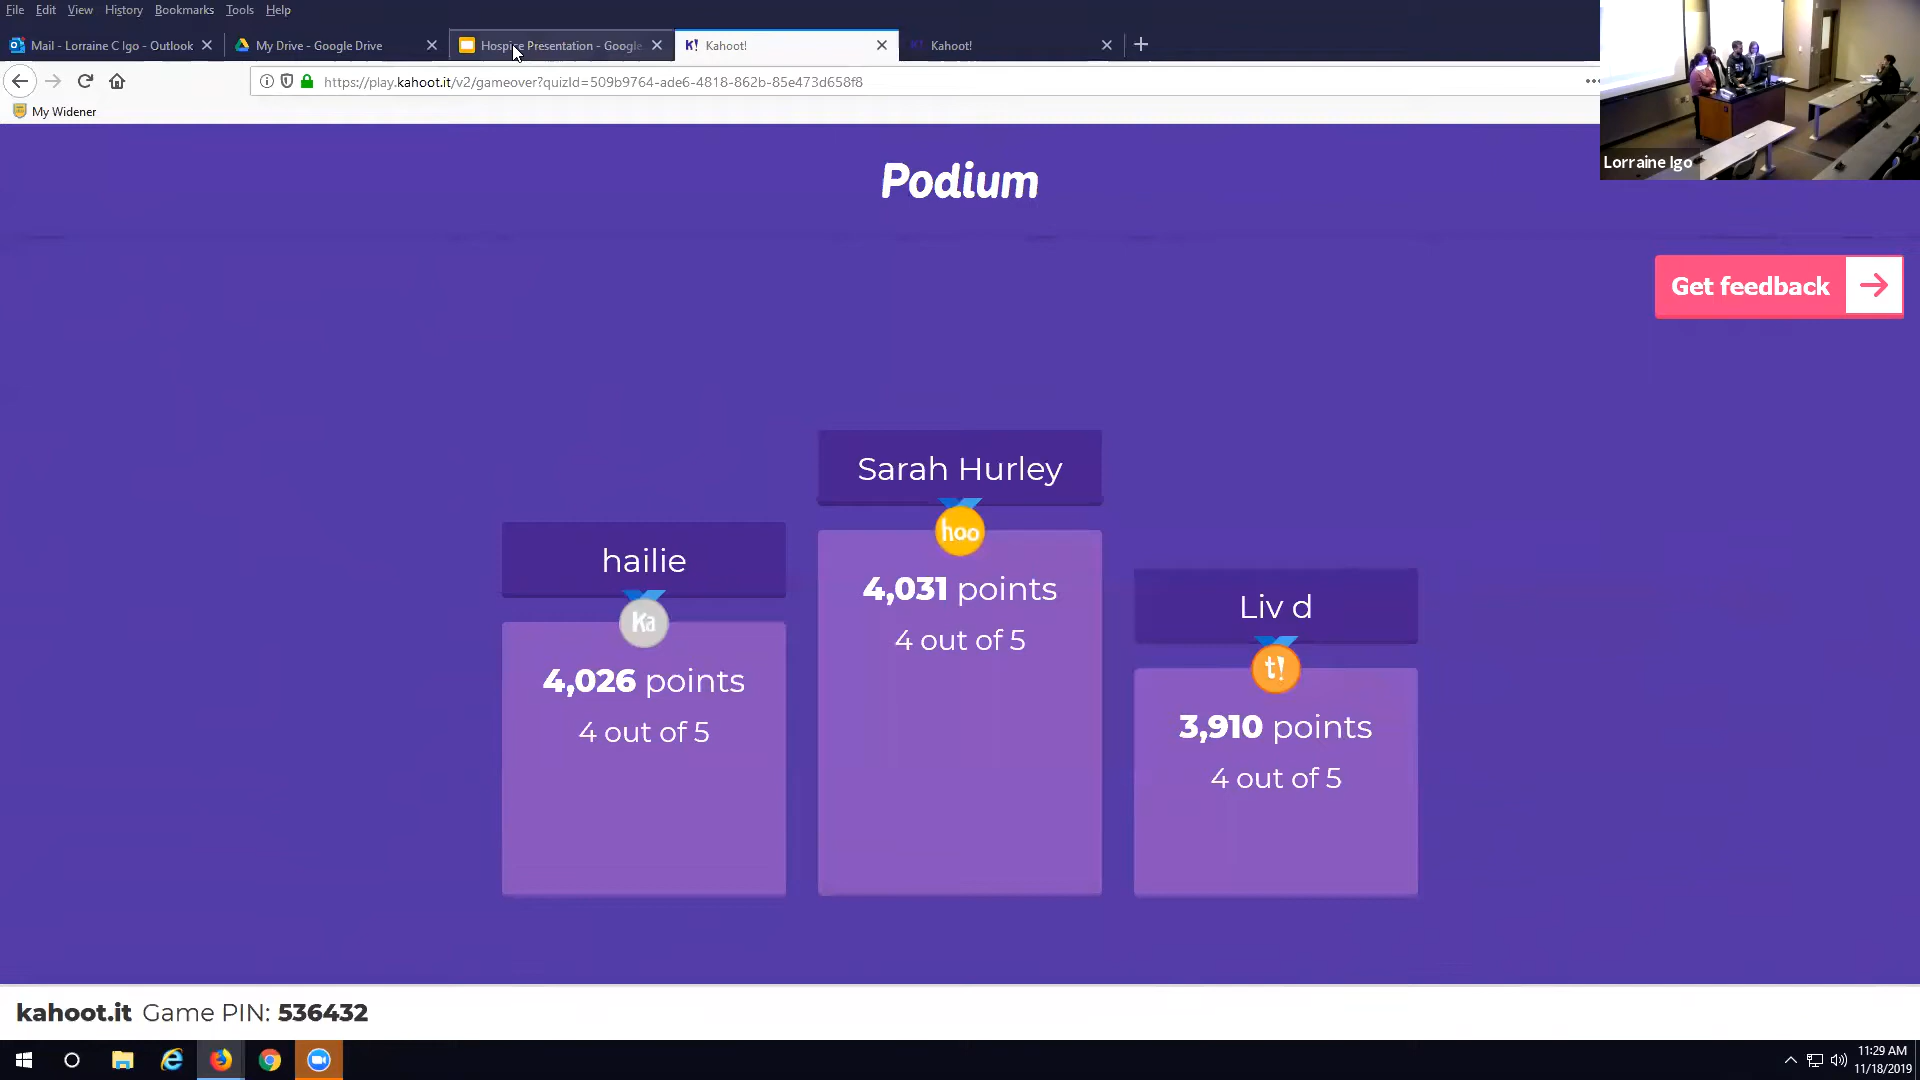 File Edit View History Bookmarks Tools Help
Mail - Lorraine C Igo - Outlook
My Drive - Google Drive
Hospice Presentation - Google
K! Kahoot!
Kahoot!
https://play.kahoot.it/v2/gameover?quizId=509b9764-ade6-4818-862b-85e473d658f8
My Widener
Lorraine Igo
Podium
Get feedback
Sarah Hurley
hoo
4,031 points
4 out of 5
hailie
Ka
4,026 points
4 out of 5
Liv d
t!
3,910 points
4 out of 5
kahoot.it Game PIN: 536432
11:29 AM
11/18/2019